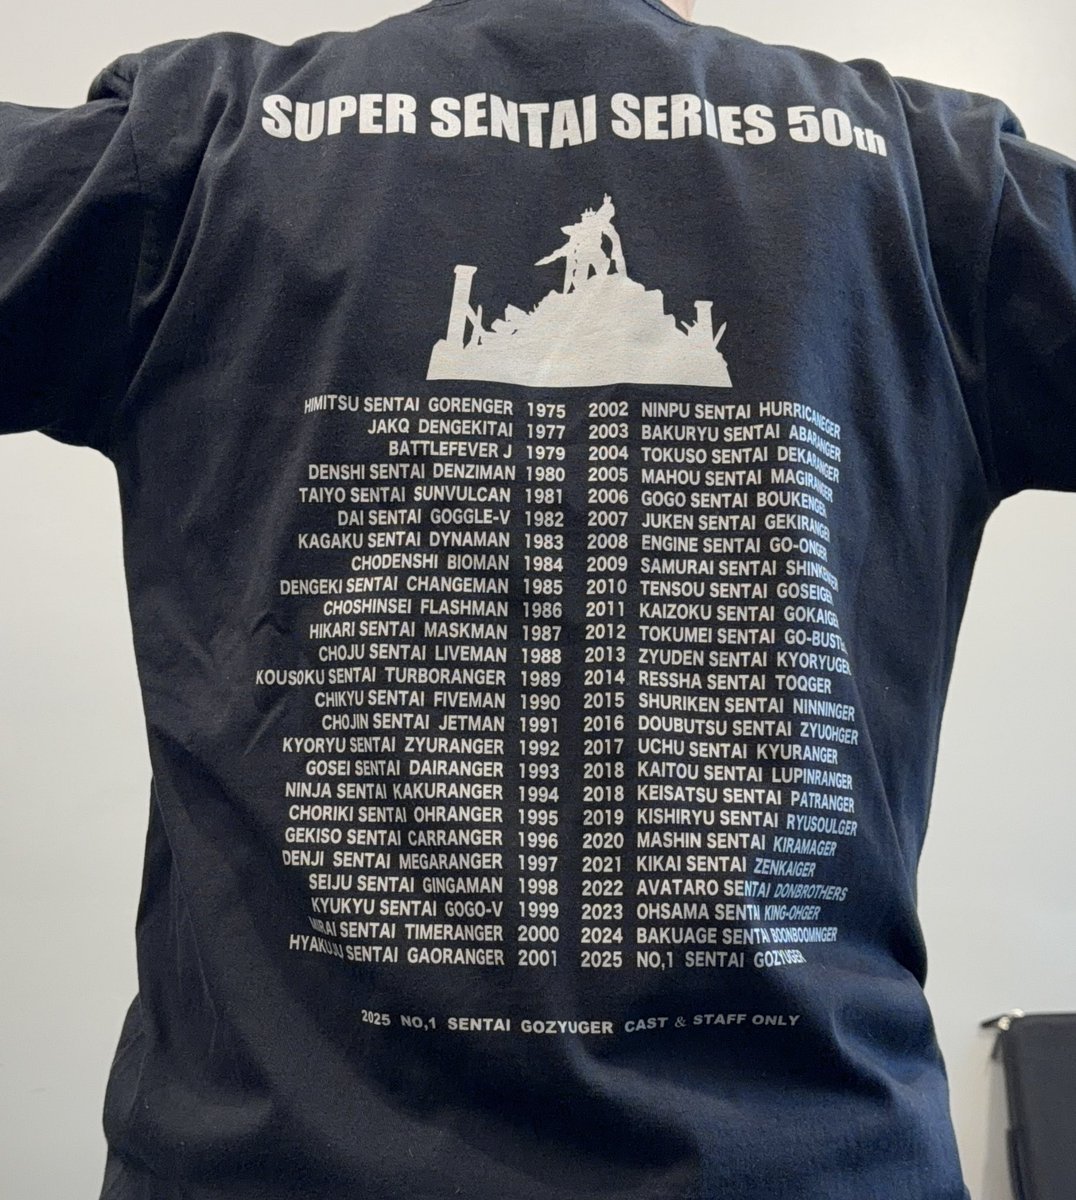 SUPER SENTAI SERIES 50th
HIMITSU SENTAI GORENGER 1975
JAKQ DENGEKITAI 1977
BATTLEFEVER J 1979
DENSHI SENTAI DENZIMAN 1980
TAIYO SENTAI SUNVULCAN 1981
DAI SENTAI GOGGLE-V 1982
KAGAKU SENTAI DYNAMAN 1983
CHODENSHI BIOMAN 1984
DENGEKI SENTAI CHANGEMAN 1985
CHOSHINSEI FLASHMAN 1986
HIKARI SENTAI MASKMAN 1987
CHOJU SENTAI LIVEMAN 1988
KOUSOKU SENTAI TURBORANGER 1989
CHIKYU SENTAI FIVEMAN 1990
CHOJIN SENTAI JETMAN 1991
KYORYU SENTAI ZYURANGER 1992
GOSEI SENTAI DAIRANGER 1993
NINJA SENTAI KAKURANGER 1994
CHORIKI SENTAI OHRANGER 1995
GEKISO SENTAI CARRANGER 1996
DENJI SENTAI MEGARANGER 1997
SEIJU SENTAI GINGAMAN 1998
KYUKYU SENTAI GOGO-V 1999
MIRAI SENTAI TIMERANGER 2000
HYAKUJU SENTAI GAORANGER 2001
2002 NINPU SENTAI HURRICANEGER
2003 BAKURYU SENTAI ABARANGER
2004 TOKUSO SENTAI DEKARANGER
2005 MAHOU SENTAI MAGIRANGER
2006 GOGO SENTAI BOUKENGER
2007 JUKEN SENTAI GEKIRANGER
2008 ENGINE SENTAI GO-ONGER
2009 SAMURAI SENTAI SHINKENGER
2010 TENSOU SENTAI GOSEIGER
2011 KAIZOKU SENTAI GOKAIGER
2012 TOKUMEI SENTAI
2013 ZYUDEN SENTAI KYORYUGER
2014 RESSHA SENTAI TOQGER
2015 SHURIKEN SENTAI NINNINGER
2016 DOUBUTSU SENTAI ZYUOHGER
2017 UCHU SENTAI KYURANGER
2018 KAITOU SENTAI LUPINRANGER
2018 KEISATSU SENTAI PATRANGER
2019 KISHIRYU SENTAI RYUSOULGER
2020 MASHIN SENTAI KIRAMAGER
2021 KIKAI SENTAI ZENKAIGER
2022 AVATARO SENTAI DONBROTHERS
2023 OHSAMA SENTAI KING-OHGER
2024 BAKUAGE SENTAI BOONBOOMNGER
2025 NO,1 SENTAI GOZYUGER
2025 NO,1 SENTAI GOZYUGER CAST & STAFF ONLY